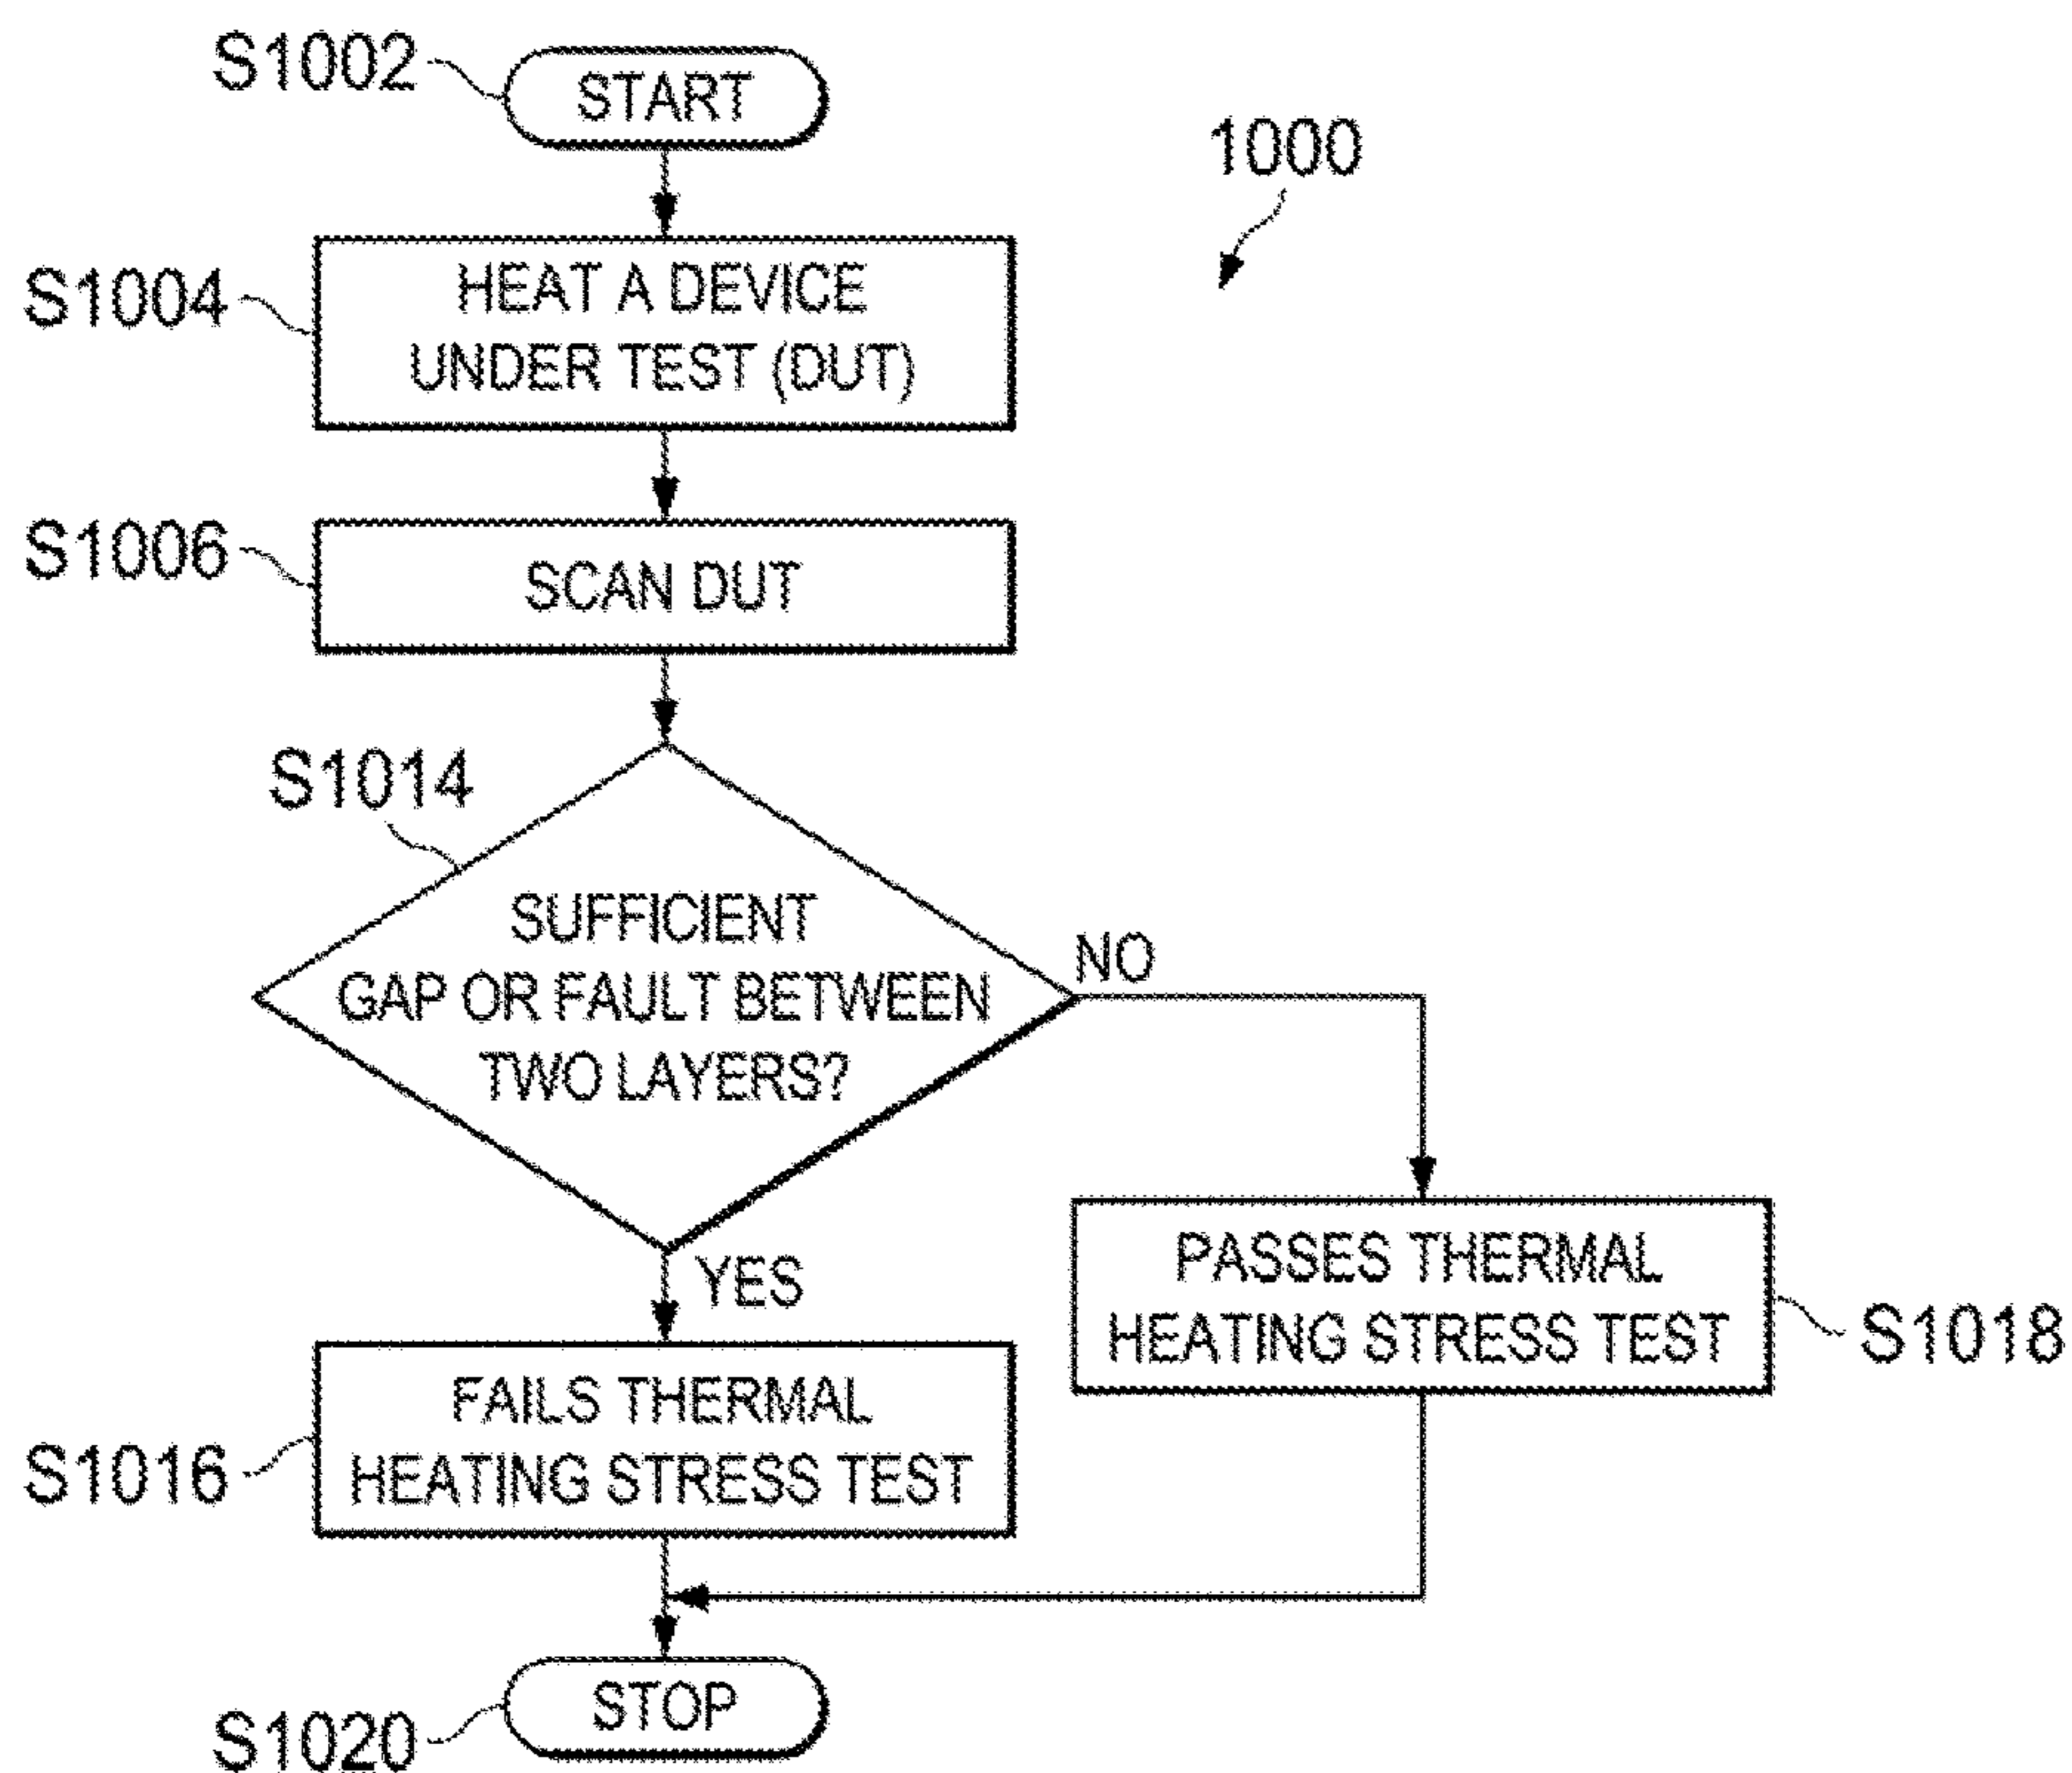 S1002
START
1000
S1004
HEAT A DEVICE
UNDER TEST (DUT)
S1006
SCAN DUT
S1014
SUFFICIENT
GAP OR FAULT BETWEEN
TWO LAYERS?
NO
YES
PASSES THERMAL
HEATING STRESS TEST
S1018
FAILS THERMAL
HEATING STRESS TEST
S1016
STOP
S1020